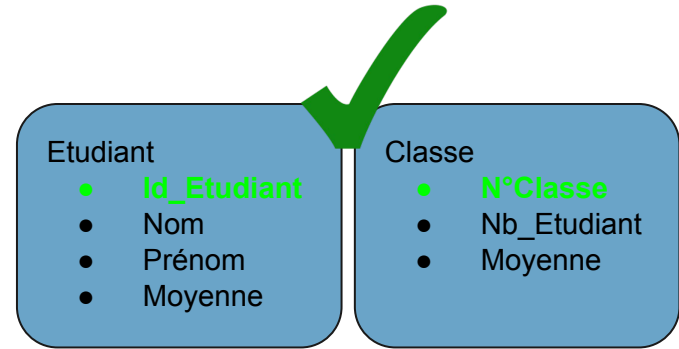 Etudiant
● Id_Etudiant
● Nom
● Prénom
● Moyenne
Classe
● N°Classe
● Nb_Etudiant
● Moyenne